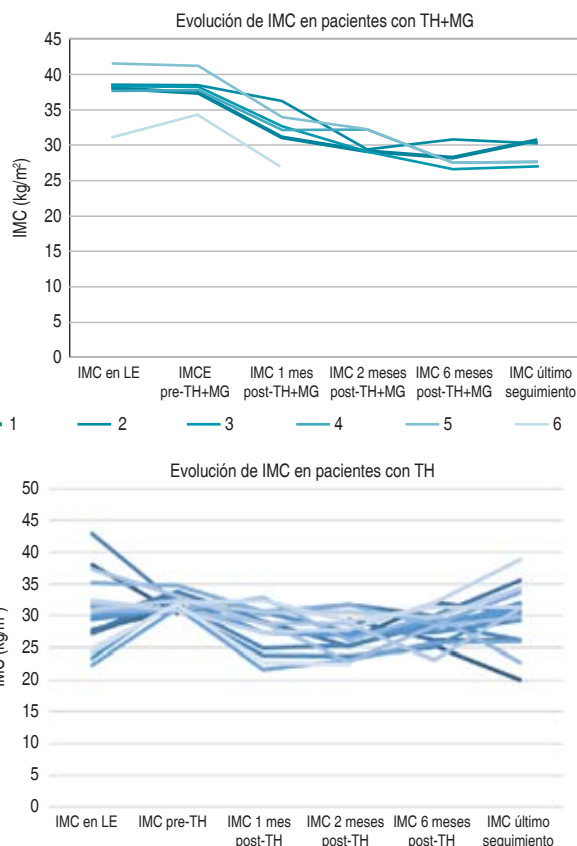 Evolución de IMC en pacientes con TH+MG
45
40
35
30
25
20
15
10
5
0
IMC (kg/m²)
IMC en LE
IMCE pre-TH+MG
IMC 1 mes post-TH+MG
IMC 2 meses post-TH+MG
IMC 6 meses post-TH+MG
IMC último seguimiento
1 2 3 4 5 6
Evolución de IMC en pacientes con TH
50
45
40
35
30
25
20
15
10
5
0
IMC (kg/m²)
IMC en LE
IMC pre-TH
IMC 1 mes post-TH
IMC 2 meses post-TH
IMC 6 meses post-TH
IMC último seguimiento